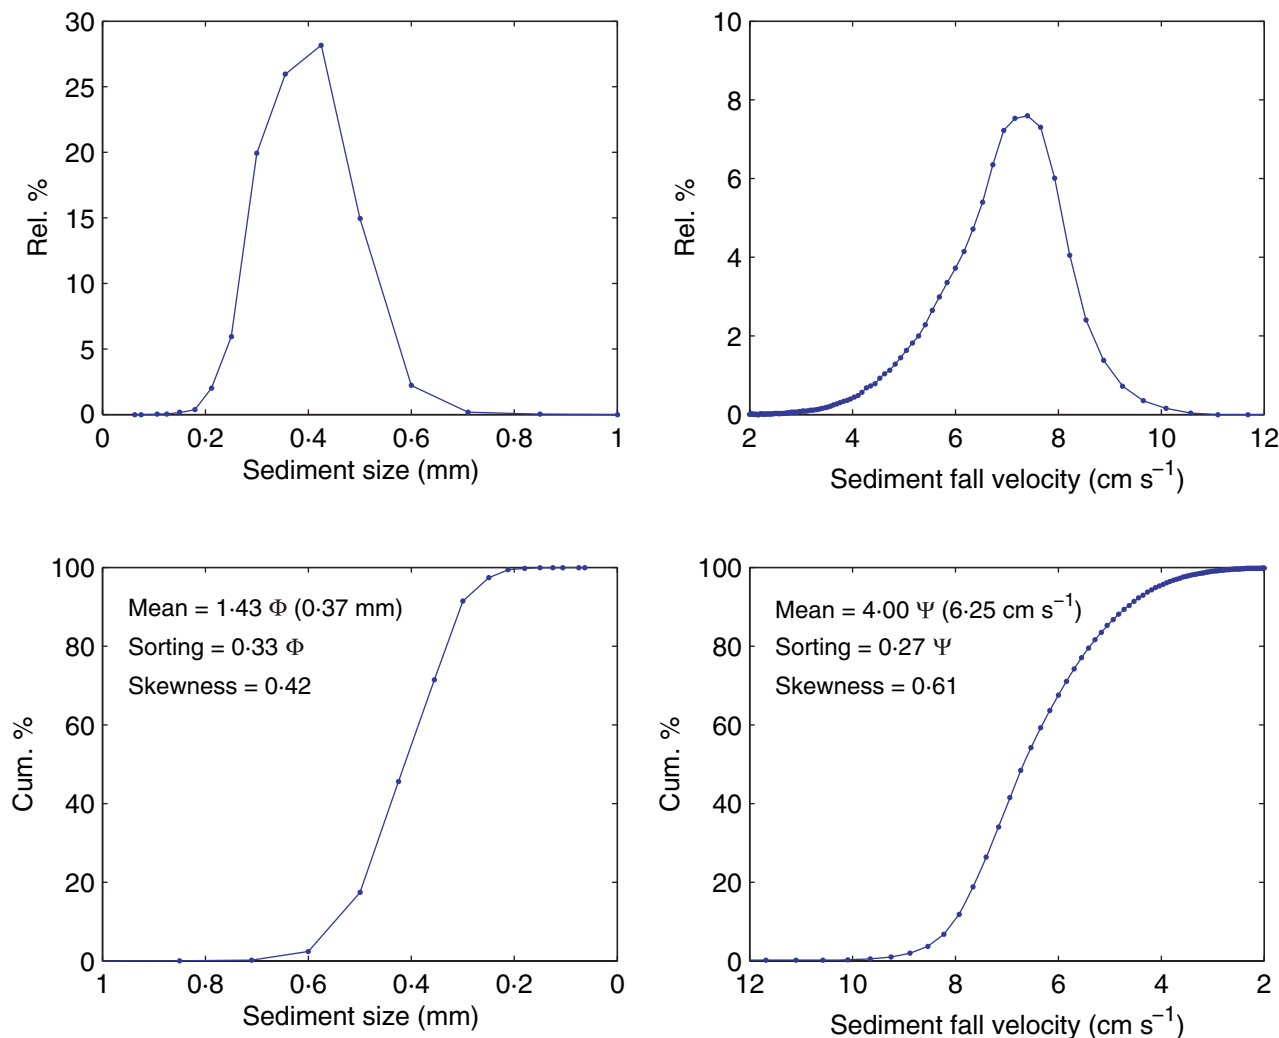 30
25
20
15
10
5
0
Rel. %
0 0·2 0·4 0·6 0·8 1
Sediment size (mm)
10
8
6
4
2
0
Rel. %
2 4 6 8 10 12
Sediment fall velocity (cm s⁻¹)
100
80
60
40
20
0
Cum. %
Mean = 1·43 Φ (0·37 mm)
Sorting = 0·33 Φ
Skewness = 0·42
1 0·8 0·6 0·4 0·2 0
Sediment size (mm)
100
80
60
40
20
0
Cum. %
Mean = 4·00 Ψ (6·25 cm s⁻¹)
Sorting = 0·27 Ψ
Skewness = 0·61
12 10 8 6 4 2
Sediment fall velocity (cm s⁻¹)